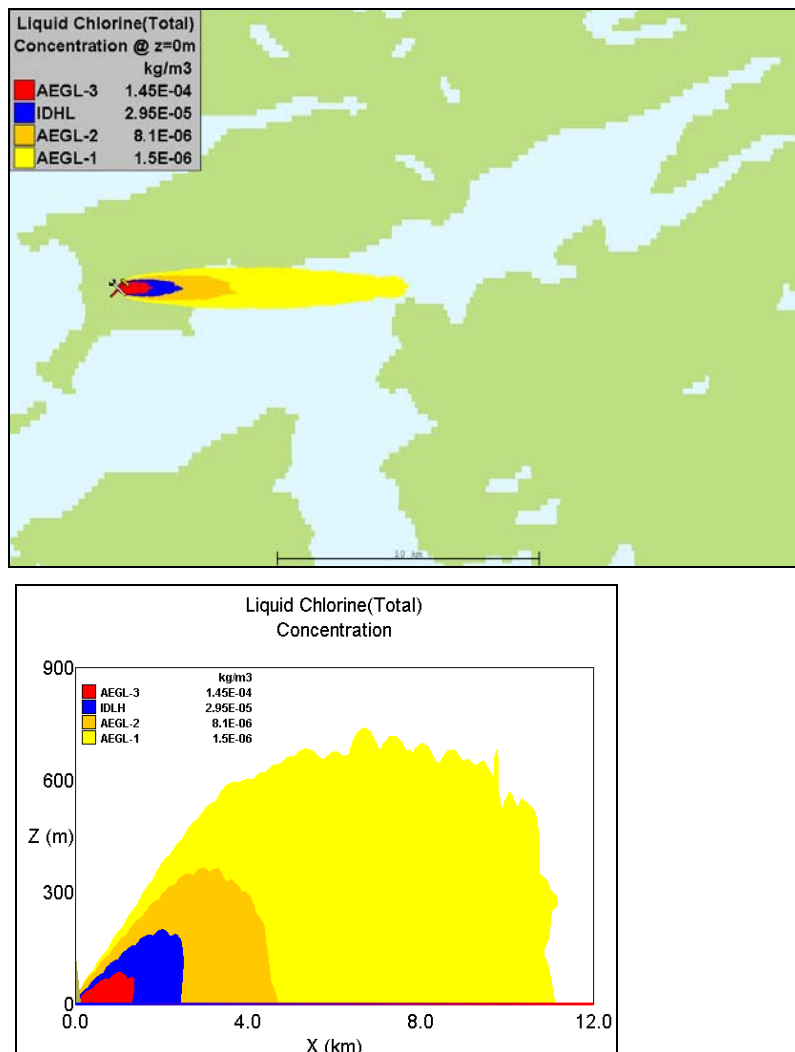 Liquid Chlorine(Total)
Concentration @ z=0m
kg/m3
AEGL-3 1.45E-04
IDHL 2.95E-05
AEGL-2 8.1E-06
AEGL-1 1.5E-06
10 km
Liquid Chlorine(Total)
Concentration
kg/m3
AEGL-3 1.45E-04
IDLH 2.95E-05
AEGL-2 8.1E-06
AEGL-1 1.5E-06
900
600
Z (m)
300
0
0.0 4.0 8.0 12.0
X (km)